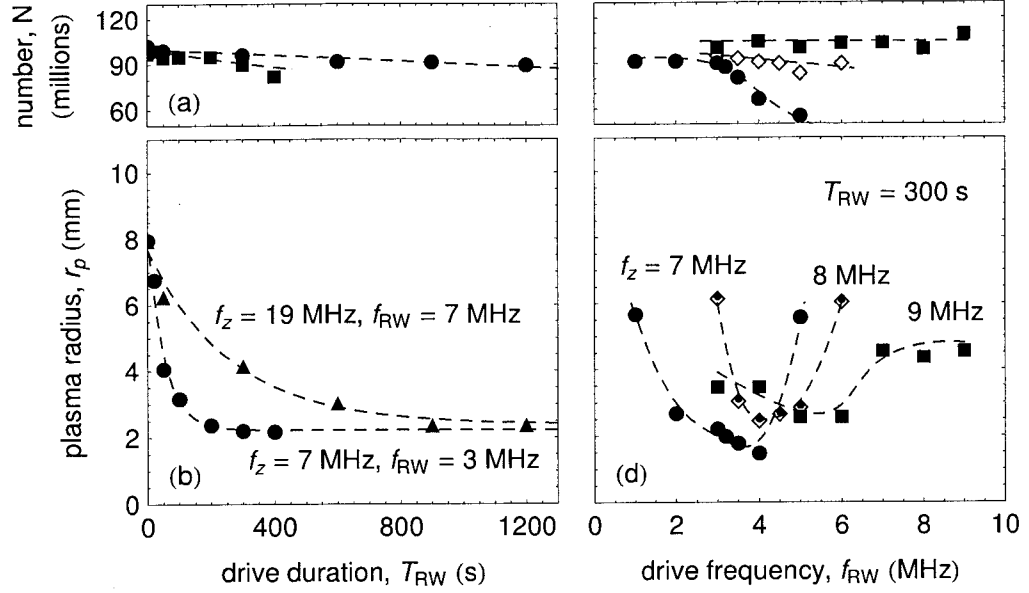 number, N
(millions)
120
90
60
(a)
plasma radius, r_p (mm)
10
8
6
4
2
0
f_z = 19 MHz, f_RW = 7 MHz
f_z = 7 MHz, f_RW = 3 MHz
(b)
0 400 800 1200
drive duration, T_RW (s)
T_RW = 300 s
f_z = 7 MHz
8 MHz
9 MHz
(d)
0 2 4 6 8 10
drive frequency, f_RW (MHz)